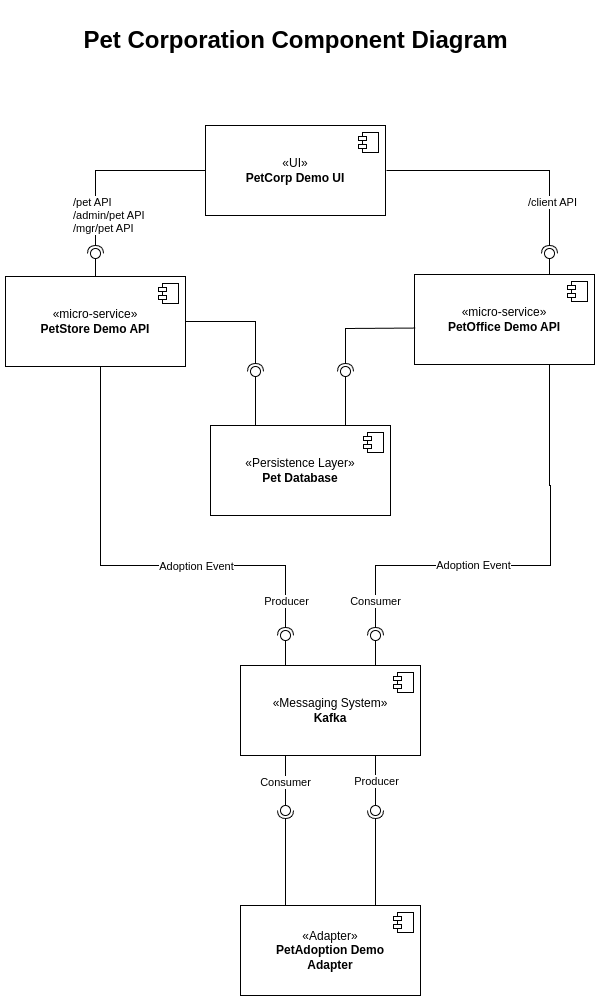 Pet Corporation Component Diagram
«UI»
PetCorp Demo UI
/pet API
/admin/pet API
/mgr/pet API
/client API
«micro-service»
PetStore Demo API
«micro-service»
PetOffice Demo API
«Persistence Layer»
Pet Database
Adoption Event
Adoption Event
Producer
Consumer
«Messaging System»
Kafka
Consumer
Producer
«Adapter»
PetAdoption Demo
Adapter